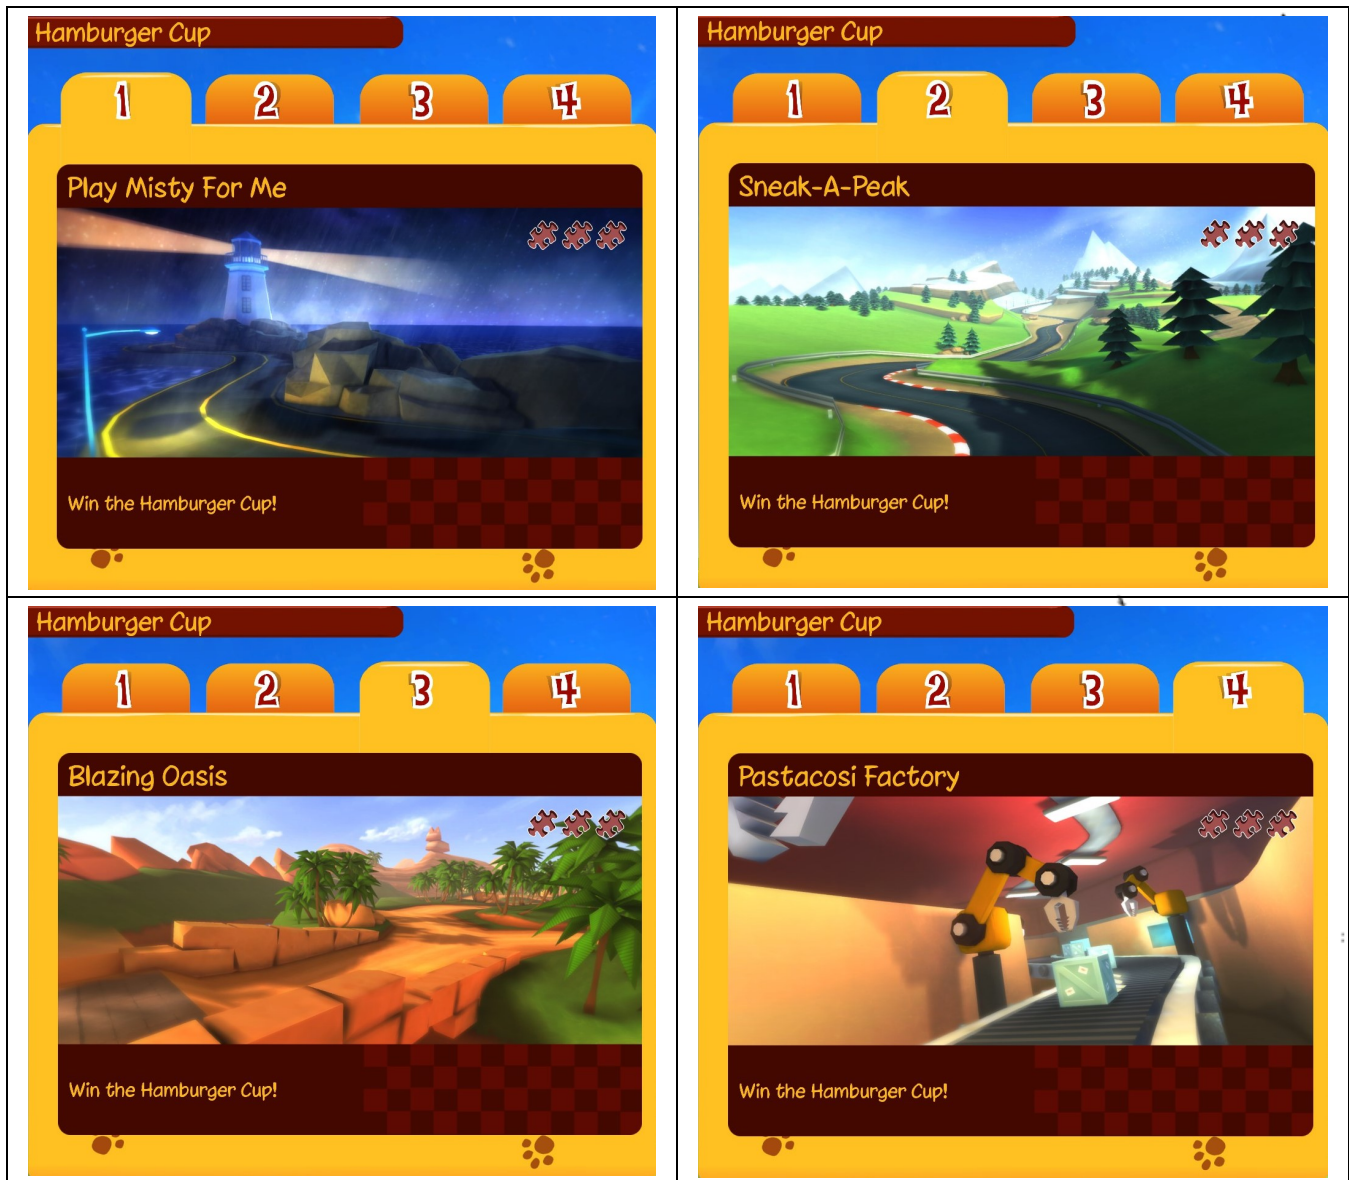 Hamburger Cup
1 2 3 4
Play Misty For Me
Win the Hamburger Cup!
Hamburger Cup
1 2 3 4
Sneak-A-Peak
Win the Hamburger Cup!
Hamburger Cup
1 2 3 4
Blazing Oasis
Win the Hamburger Cup!
Hamburger Cup
1 2 3 4
Pastacosi Factory
Win the Hamburger Cup!